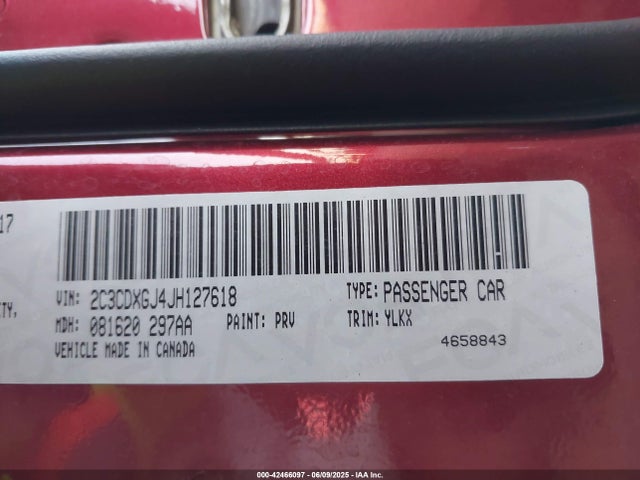 17
VIN: 2C3CDXGJ4JH127618 TYPE: PASSENGER CAR
ETY,
MDH: 081620 297AA PAINT: PRV TRIM: YLKX
VEHICLE MADE IN CANADA 4658843
000-42466097 - 06/09/2025 - IAA Inc.